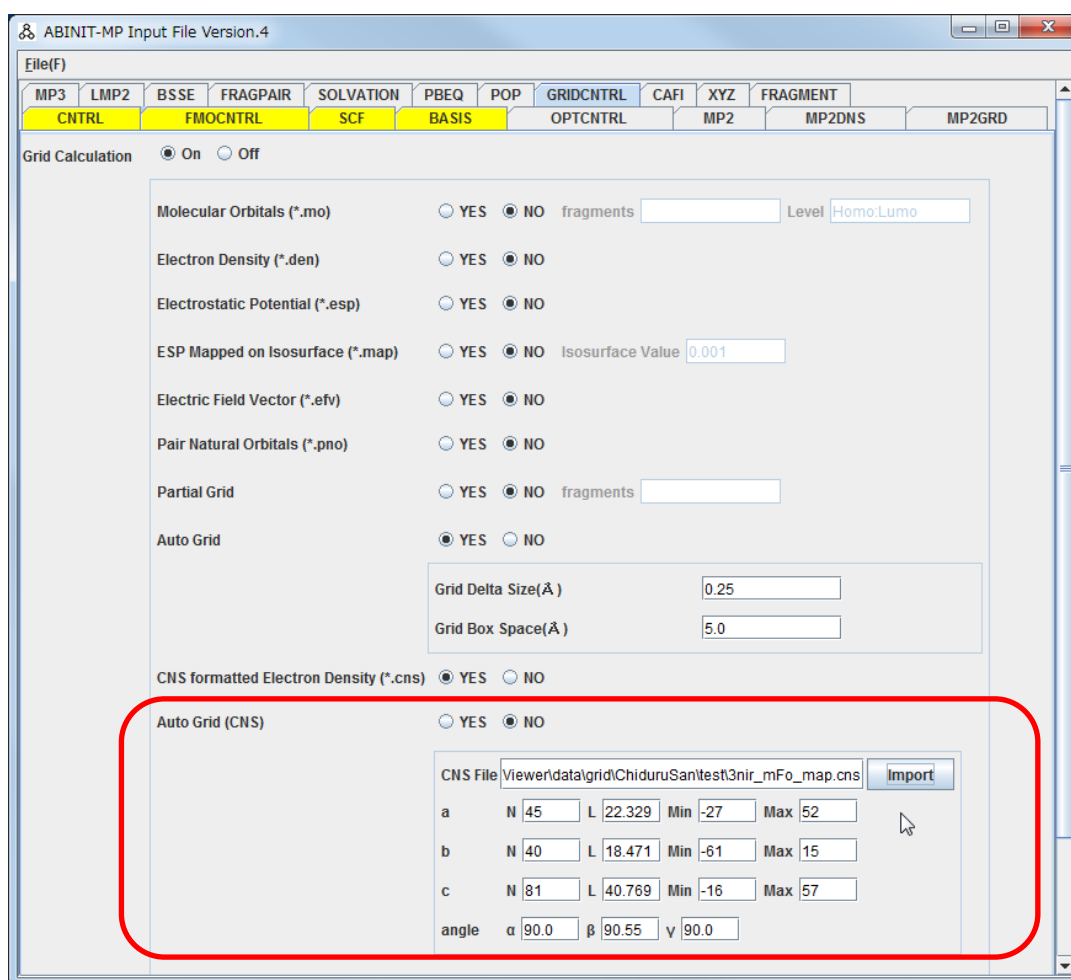 ABINIT-MP Input File Version.4
File(F)
MP3 LMP2 BSSE FRAGPAIR SOLVATION PBEQ POP GRIDCNTRL CAFI XYZ FRAGMENT
CNTRL FMOCNTRL SCF BASIS OPTCNTRL MP2 MP2DNS MP2GRD
Grid Calculation On Off
Molecular Orbitals (*.mo) YES NO fragments Level Homo:Lumo
Electron Density (*.den) YES NO
Electrostatic Potential (*.esp) YES NO
ESP Mapped on Isosurface (*.map) YES NO Isosurface Value 0.001
Electric Field Vector (*.efv) YES NO
Pair Natural Orbitals (*.pno) YES NO
Partial Grid YES NO fragments
Auto Grid YES NO
Grid Delta Size(Å) 0.25
Grid Box Space(Å) 5.0
CNS formatted Electron Density (*.cns) YES NO
Auto Grid (CNS) YES NO
CNS File Viewer\data\grid\ChiduruSan\test\3nir_mFo_map.cns Import
a N 45 L 22.329 Min -27 Max 52
b N 40 L 18.471 Min -61 Max 15
c N 81 L 40.769 Min -16 Max 57
angle α 90.0 β 90.55 γ 90.0